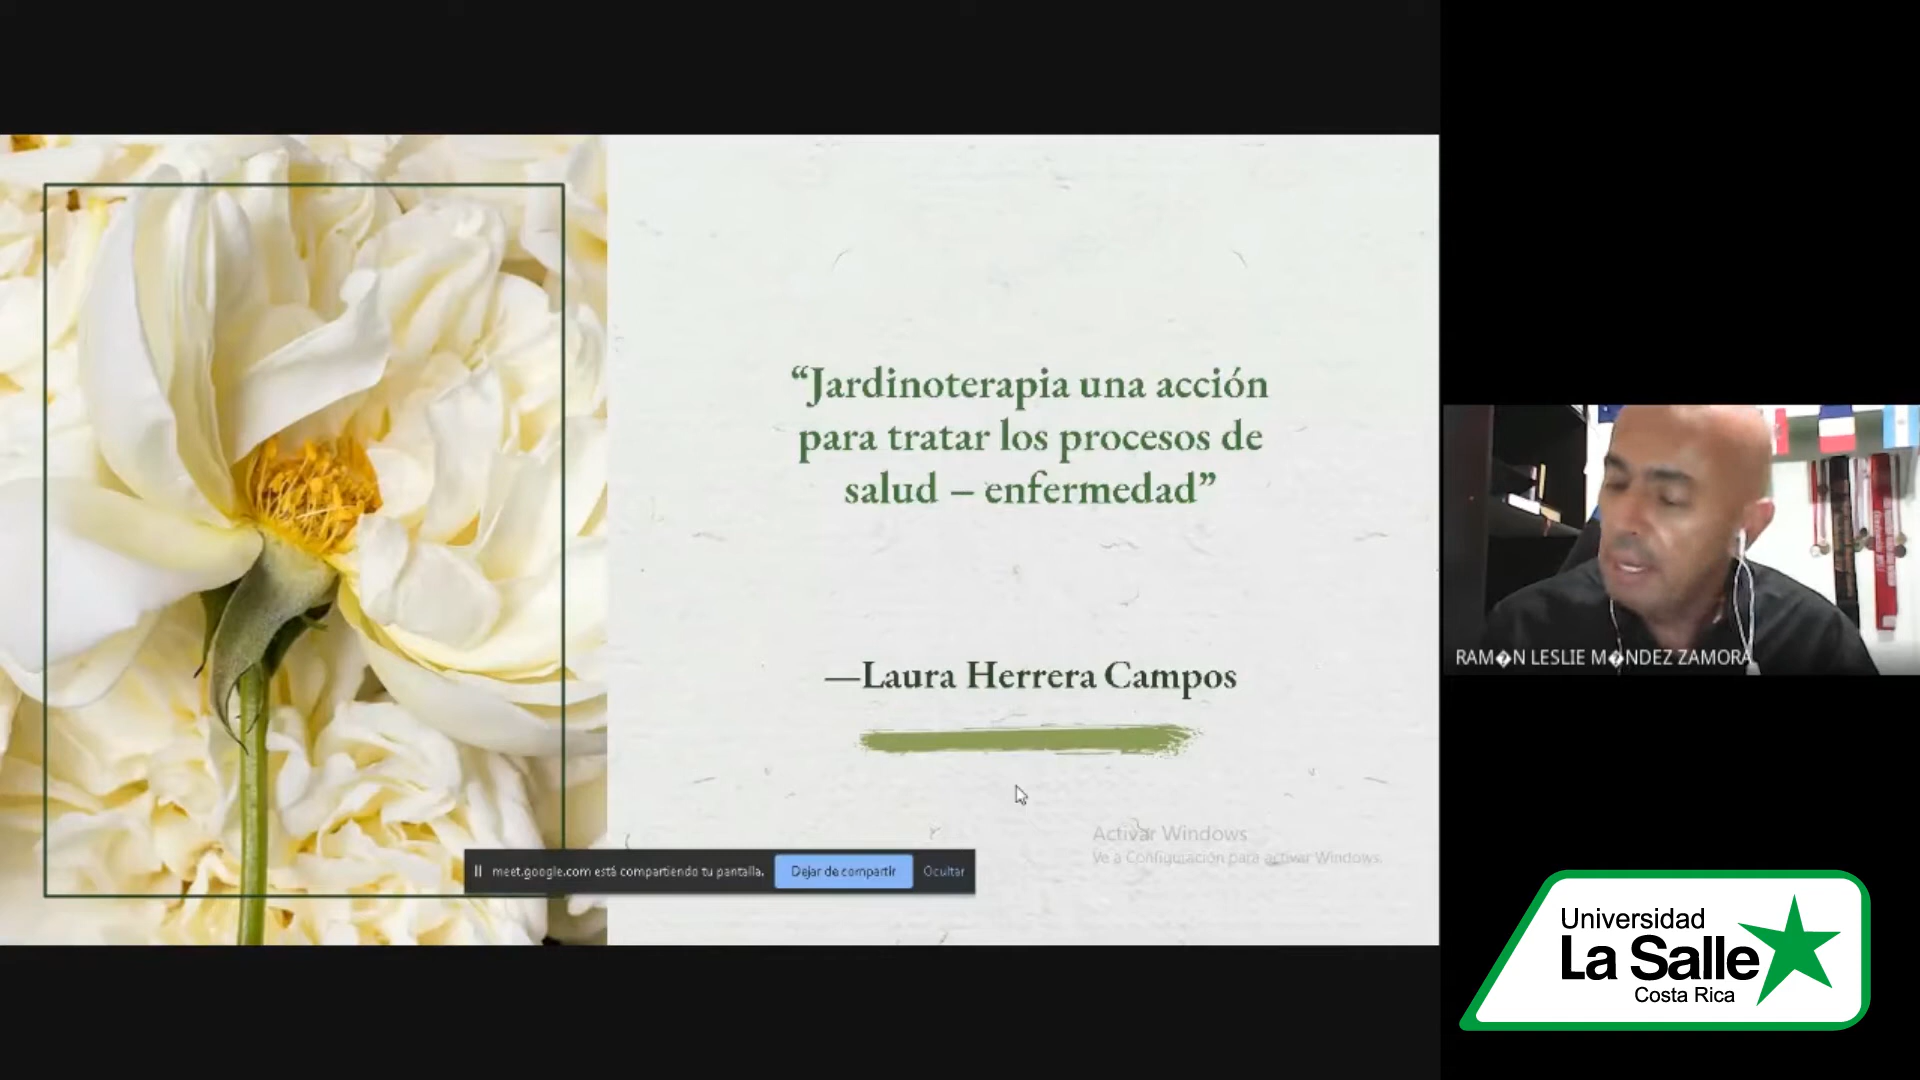 “Jardinoterapia una acción
para tratar los procesos de
salud – enfermedad”
—Laura Herrera Campos
Activar Windows
Ve a Configuración para activar Windows.
meet.google.com está compartiendo tu pantalla.
Dejar de compartir
Ocultar
RAM�N LESLIE M�NDEZ ZAMORA
Universidad
La Salle
Costa Rica